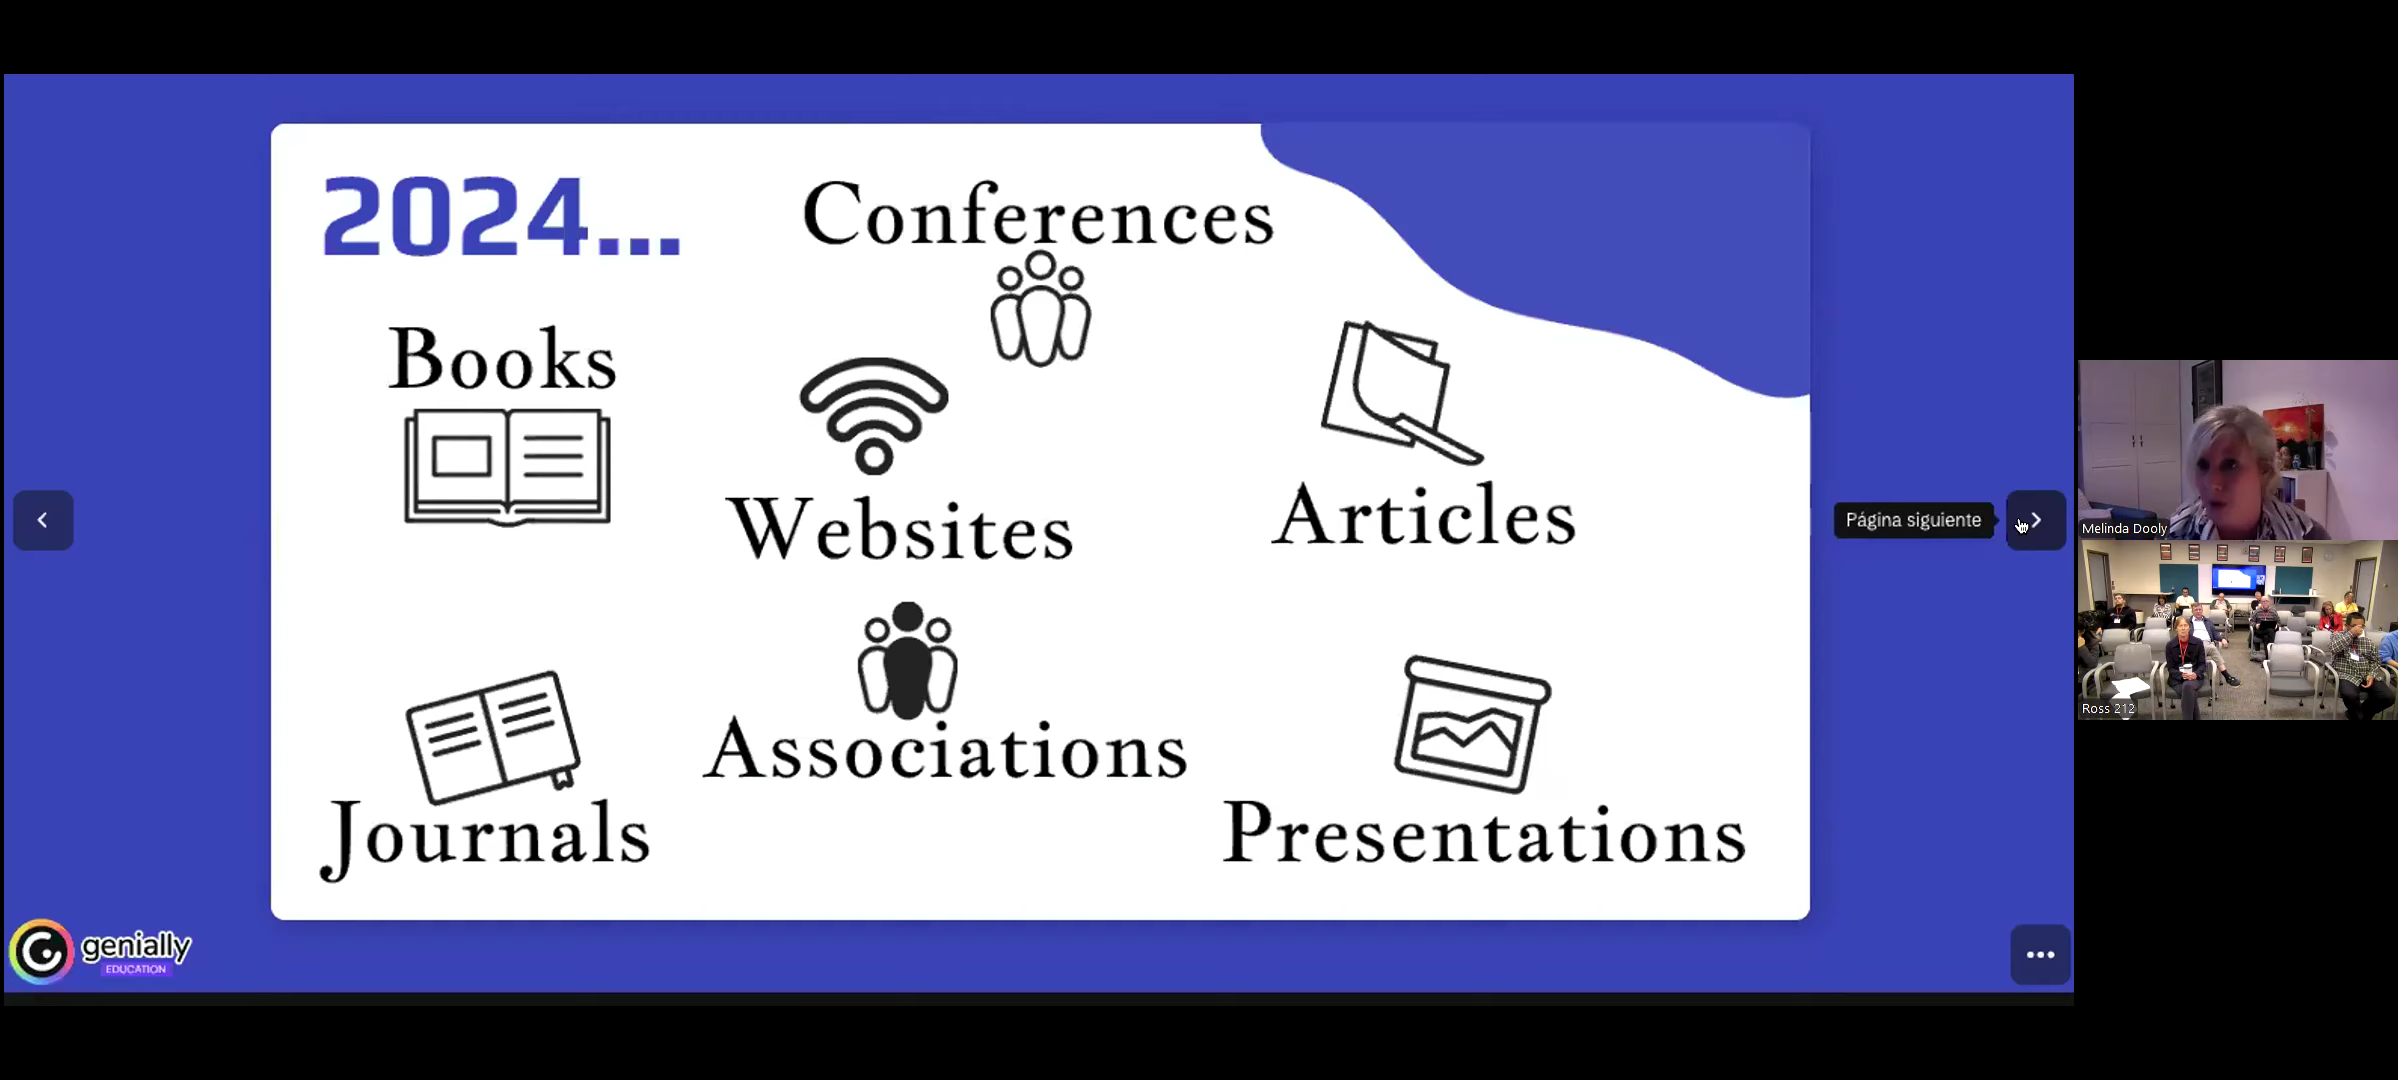 2024...
Conferences
Books
Websites
Articles
Associations
Journals
Presentations
Página siguiente
genially
EDUCATION
Melinda Dooly
Ross 212